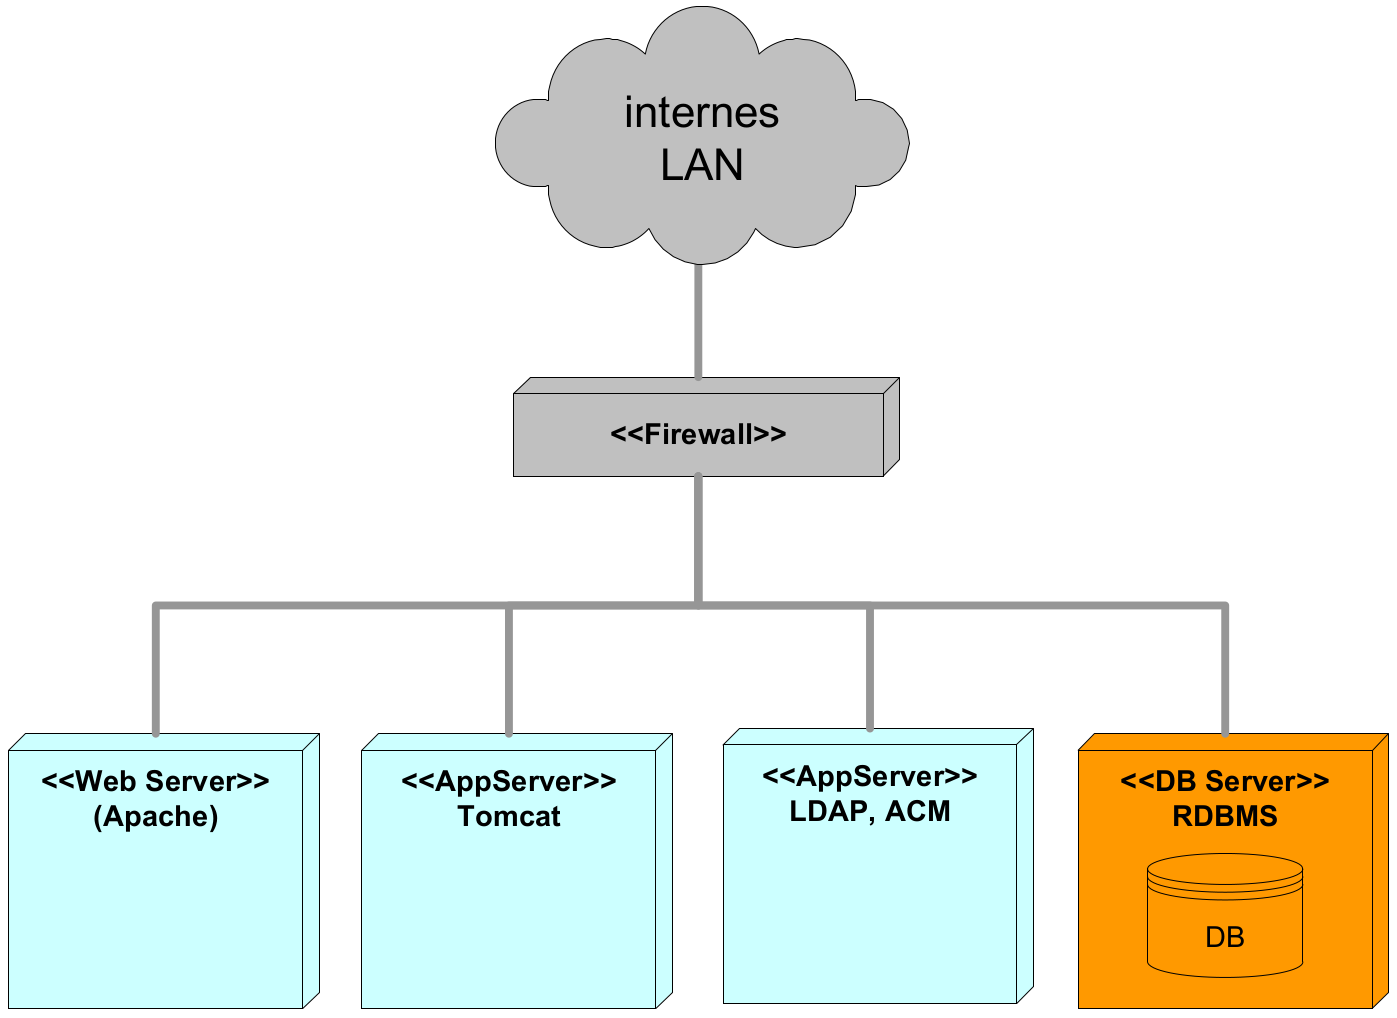 internes
LAN
<<Firewall>>
<<Web Server>>
(Apache)
<<AppServer>>
Tomcat
<<AppServer>>
LDAP, ACM
<<DB Server>>
RDBMS
DB